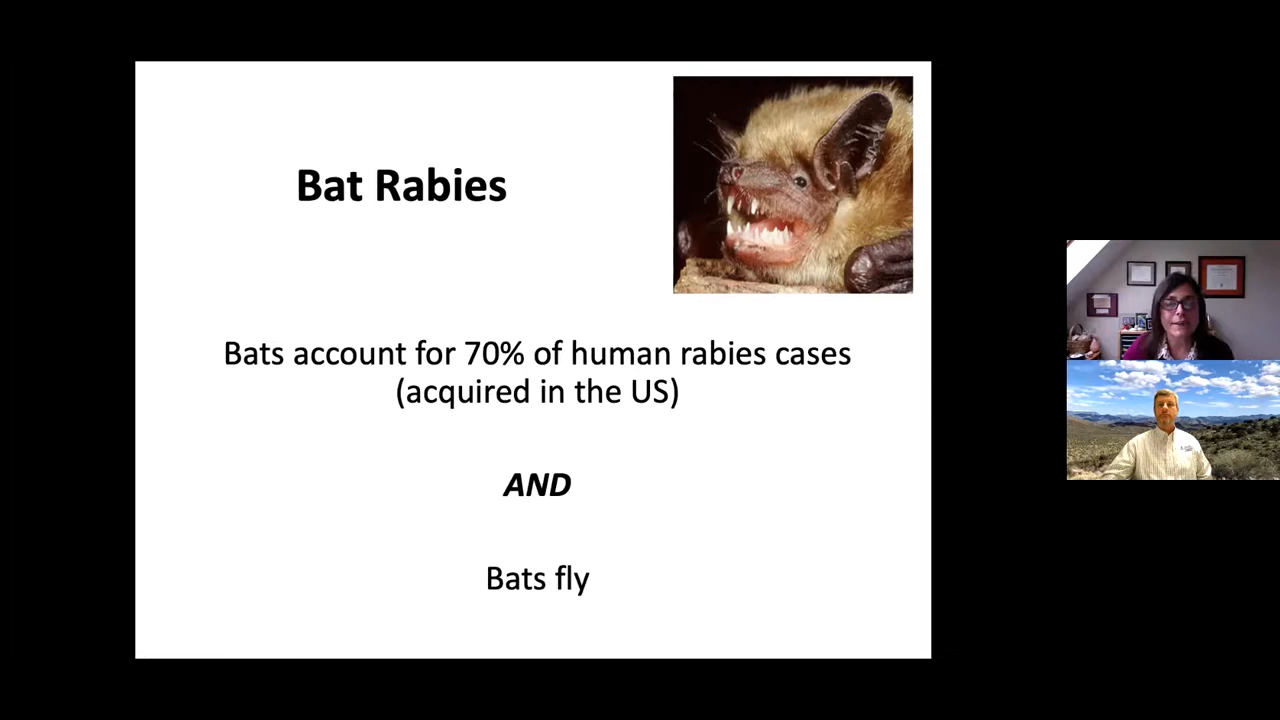 Bat Rabies
Bats account for 70% of human rabies cases
(acquired in the US)
AND
Bats fly